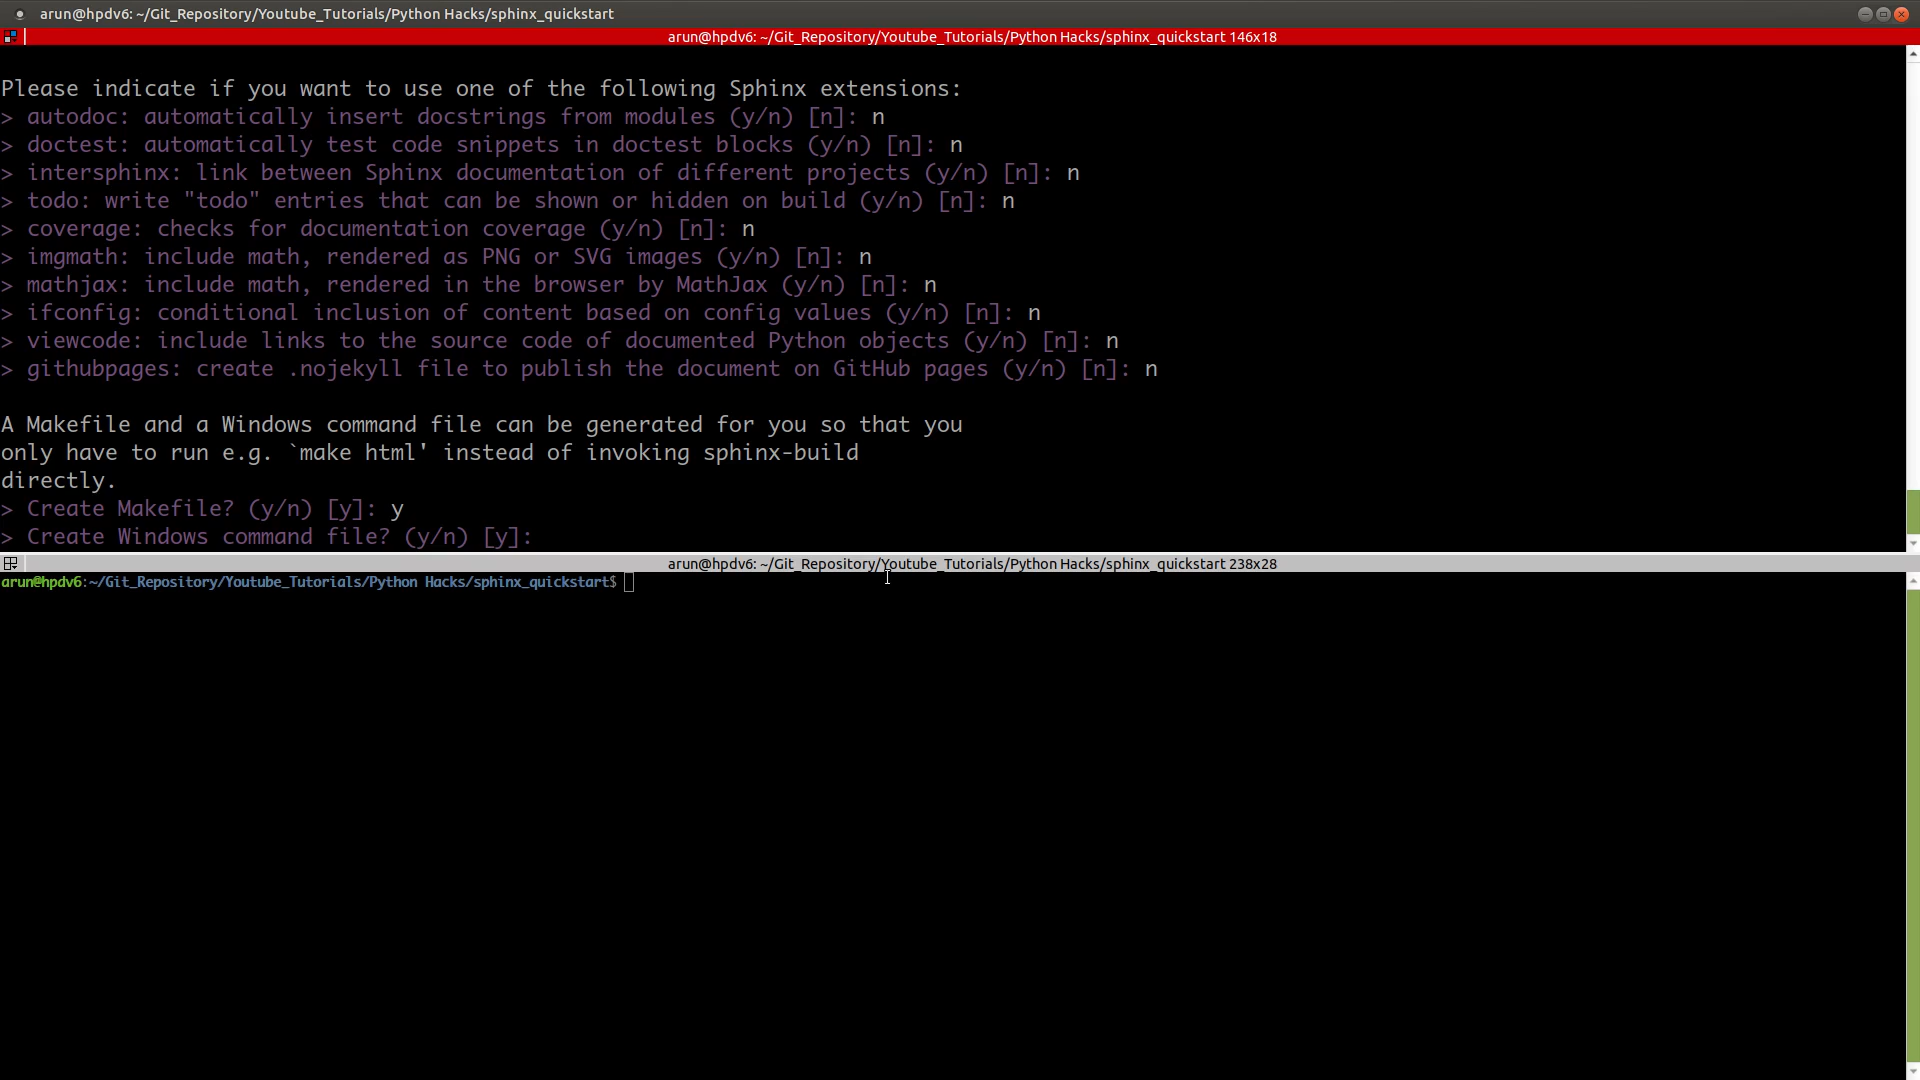 arun@hpdv6: ~/Git_Repository/Youtube_Tutorials/Python Hacks/sphinx_quickstart
arun@hpdv6: ~/Git_Repository/Youtube_Tutorials/Python Hacks/sphinx_quickstart 146x18
Please indicate if you want to use one of the following Sphinx extensions:
> autodoc: automatically insert docstrings from modules (y/n) [n]: n
> doctest: automatically test code snippets in doctest blocks (y/n) [n]: n
> intersphinx: link between Sphinx documentation of different projects (y/n) [n]: n
> todo: write "todo" entries that can be shown or hidden on build (y/n) [n]: n
> coverage: checks for documentation coverage (y/n) [n]: n
> imgmath: include math, rendered as PNG or SVG images (y/n) [n]: n
> mathjax: include math, rendered in the browser by MathJax (y/n) [n]: n
> ifconfig: conditional inclusion of content based on config values (y/n) [n]: n
> viewcode: include links to the source code of documented Python objects (y/n) [n]: n
> githubpages: create .nojekyll file to publish the document on GitHub pages (y/n) [n]: n
A Makefile and a Windows command file can be generated for you so that you
only have to run e.g. `make html' instead of invoking sphinx-build
directly.
> Create Makefile? (y/n) [y]: y
> Create Windows command file? (y/n) [y]:
arun@hpdv6: ~/Git_Repository/Youtube_Tutorials/Python Hacks/sphinx_quickstart 238x28
arun@hpdv6:~/Git_Repository/Youtube_Tutorials/Python Hacks/sphinx_quickstart$